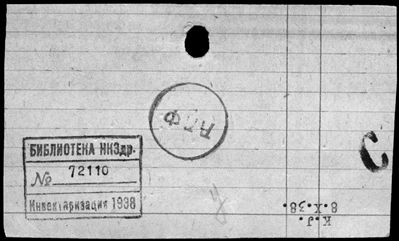 БИБЛИОТЕКА НКЗдр.
№ 72110
Инвентаризация 1938
K.J.
8.X.38.